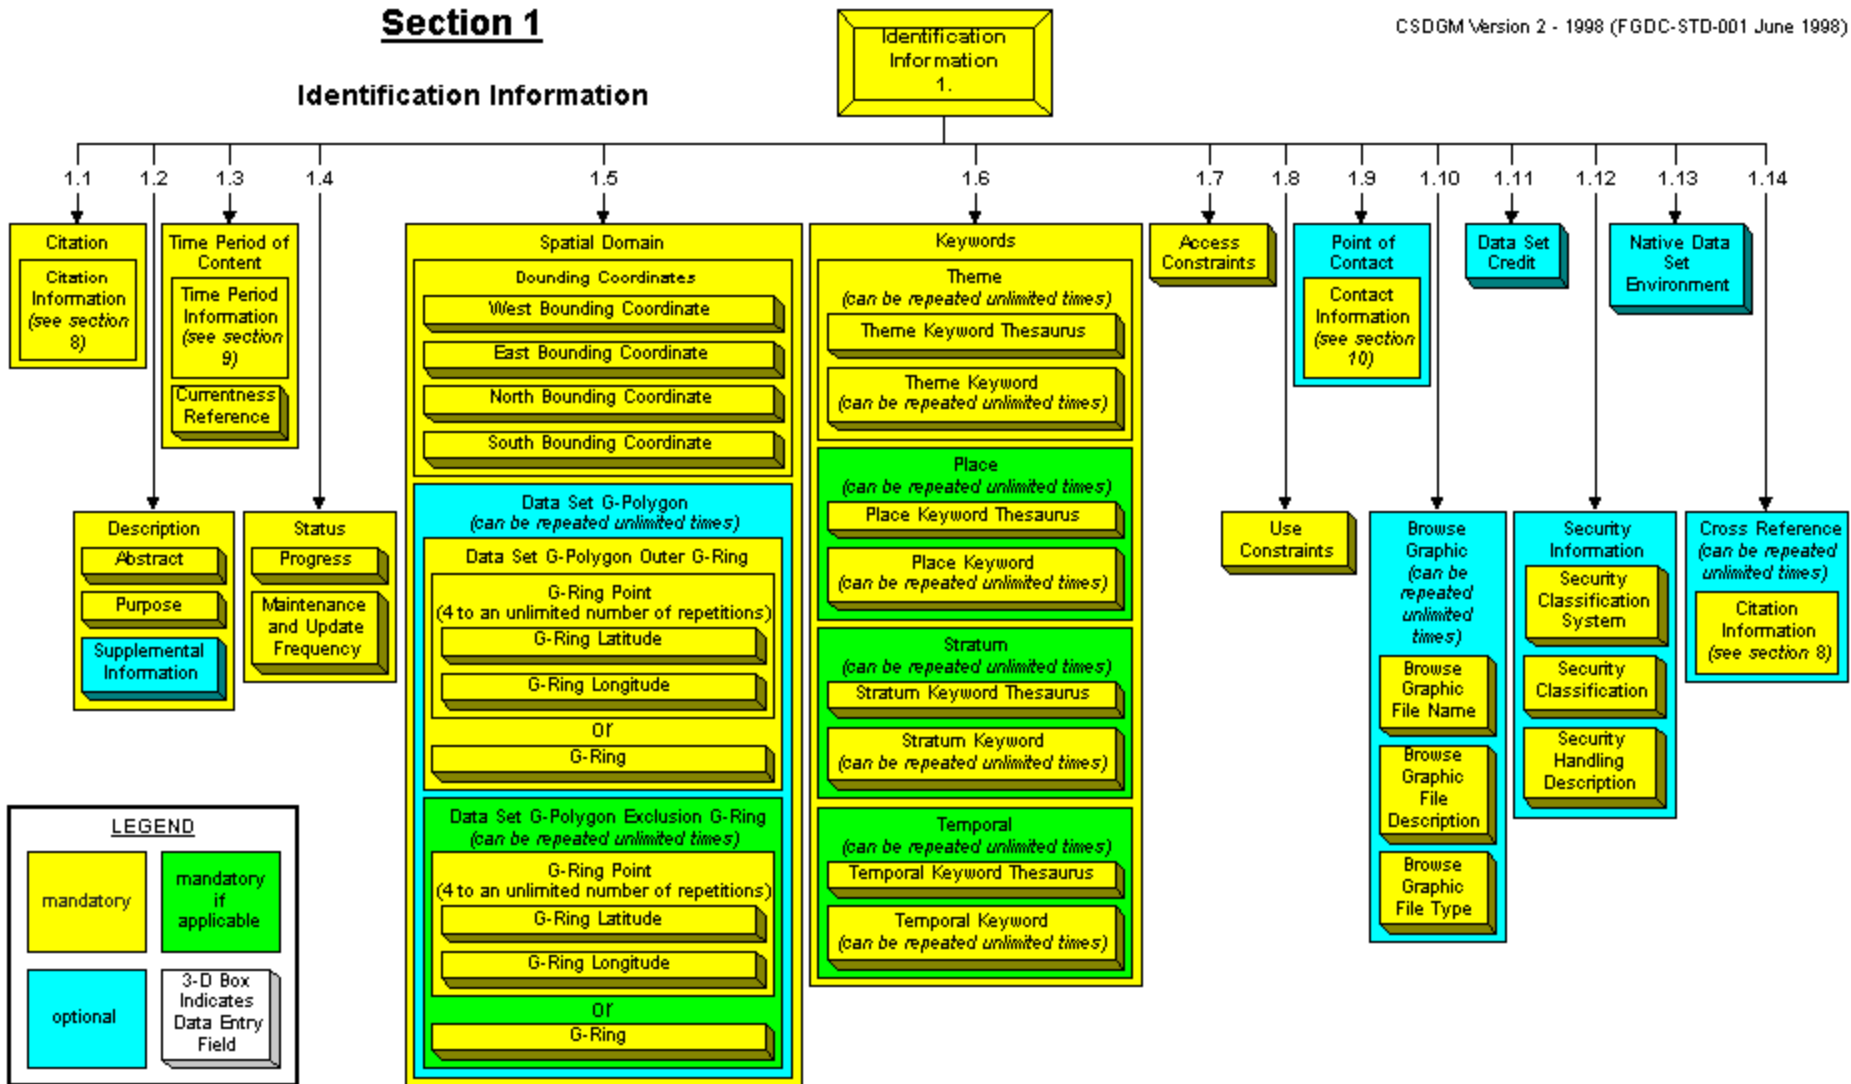 Section 1
CSDGM Version 2 - 1998 (FGDC-STD-001 June 1998)
Identification Information
Identification
Information
1.
1.1
1.2
1.3
1.4
1.5
1.6
1.7
1.8
1.9
1.10
1.11
1.12
1.13
1.14
Citation
Citation
Information
(see section
8)
Time Period of
Content
Time Period
Information
(see section
9)
Currentness
Reference
Description
Abstract
Purpose
Supplemental
Information
Status
Progress
Maintenance
and Update
Frequency
Spatial Domain
Bounding Coordinates
West Bounding Coordinate
East Bounding Coordinate
North Bounding Coordinate
South Bounding Coordinate
Data Set G-Polygon
(can be repeated unlimited times)
Data Set G-Polygon Outer G-Ring
G-Ring Point
(4 to an unlimited number of repetitions)
G-Ring Latitude
G-Ring Longitude
or
G-Ring
Data Set G-Polygon Exclusion G-Ring
(can be repeated unlimited times)
G-Ring Point
(4 to an unlimited number of repetitions)
G-Ring Latitude
G-Ring Longitude
or
G-Ring
Keywords
Theme
(can be repeated unlimited times)
Theme Keyword Thesaurus
Theme Keyword
(can be repeated unlimited times)
Place
(can be repeated unlimited times)
Place Keyword Thesaurus
Place Keyword
(can be repeated unlimited times)
Stratum
(can be repeated unlimited times)
Stratum Keyword Thesaurus
Stratum Keyword
(can be repeated unlimited times)
Temporal
(can be repeated unlimited times)
Temporal Keyword Thesaurus
Temporal Keyword
(can be repeated unlimited times)
Access
Constraints
Use
Constraints
Point of
Contact
Contact
Information
(see section
10)
Browse
Graphic
(can be
repeated
unlimited
times)
Browse
Graphic
File Name
Browse
Graphic
File
Description
Browse
Graphic
File Type
Data Set
Credit
Security
Information
Security
Classification
System
Security
Classification
Security
Handling
Description
Native Data
Set
Environment
Cross Reference
(can be repeated
unlimited times)
Citation
Information
(see section 8)
LEGEND
mandatory
mandatory
if
applicable
optional
3-D Box
Indicates
Data Entry
Field